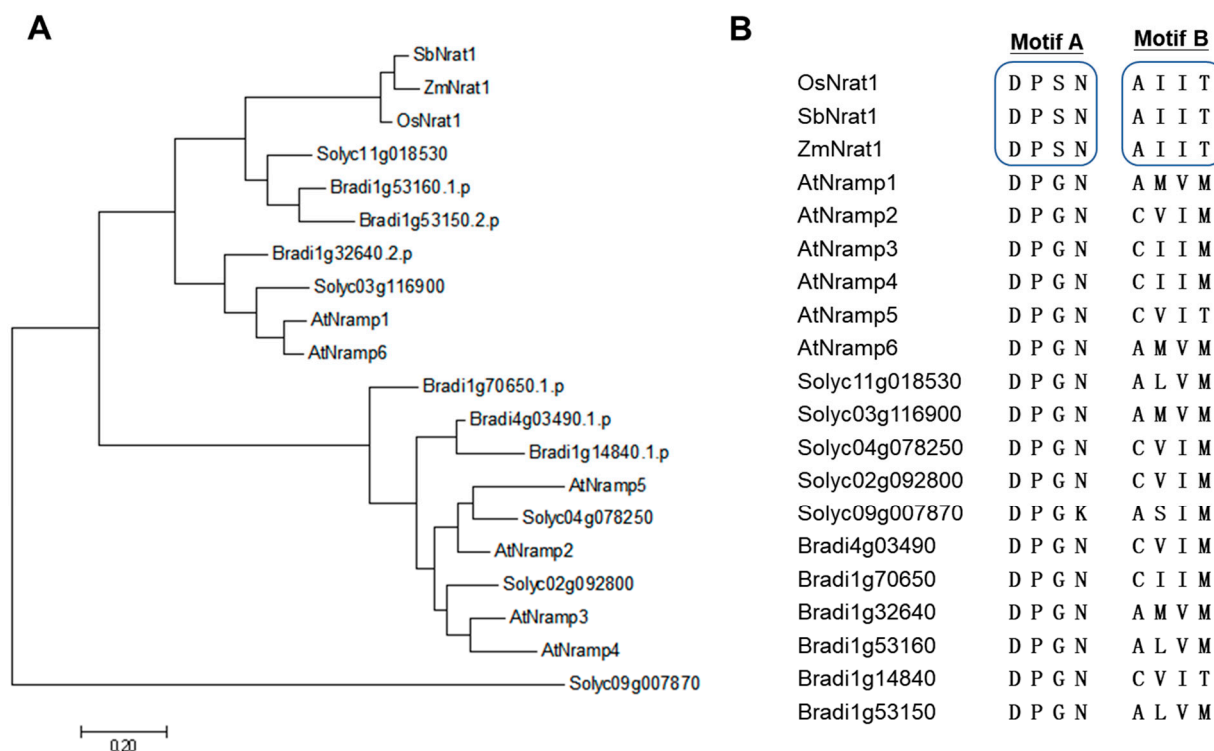 A
SbNrat1
ZmNrat1
OsNrat1
Solyc11g018530
Bradi1g53160.1.p
Bradi1g53150.2.p
Bradi1g32640.2.p
Solyc03g116900
AtNramp1
AtNramp6
Bradi1g70650.1.p
Bradi4g03490.1.p
Bradi1g14840.1.p
AtNramp5
Solyc04g078250
AtNramp2
Solyc02g092800
AtNramp3
AtNramp4
Solyc09g007870
0.20
B
Motif A Motif B
OsNrat1 D P S N A I I T
SbNrat1 D P S N A I I T
ZmNrat1 D P S N A I I T
AtNramp1 D P G N A M V M
AtNramp2 D P G N C V I M
AtNramp3 D P G N C I I M
AtNramp4 D P G N C I I M
AtNramp5 D P G N C V I T
AtNramp6 D P G N A M V M
Solyc11g018530 D P G N A L V M
Solyc03g116900 D P G N A M V M
Solyc04g078250 D P G N C V I M
Solyc02g092800 D P G N C V I M
Solyc09g007870 D P G K A S I M
Bradi4g03490 D P G N C V I M
Bradi1g70650 D P G N C I I M
Bradi1g32640 D P G N A M V M
Bradi1g53160 D P G N A L V M
Bradi1g14840 D P G N C V I T
Bradi1g53150 D P G N A L V M